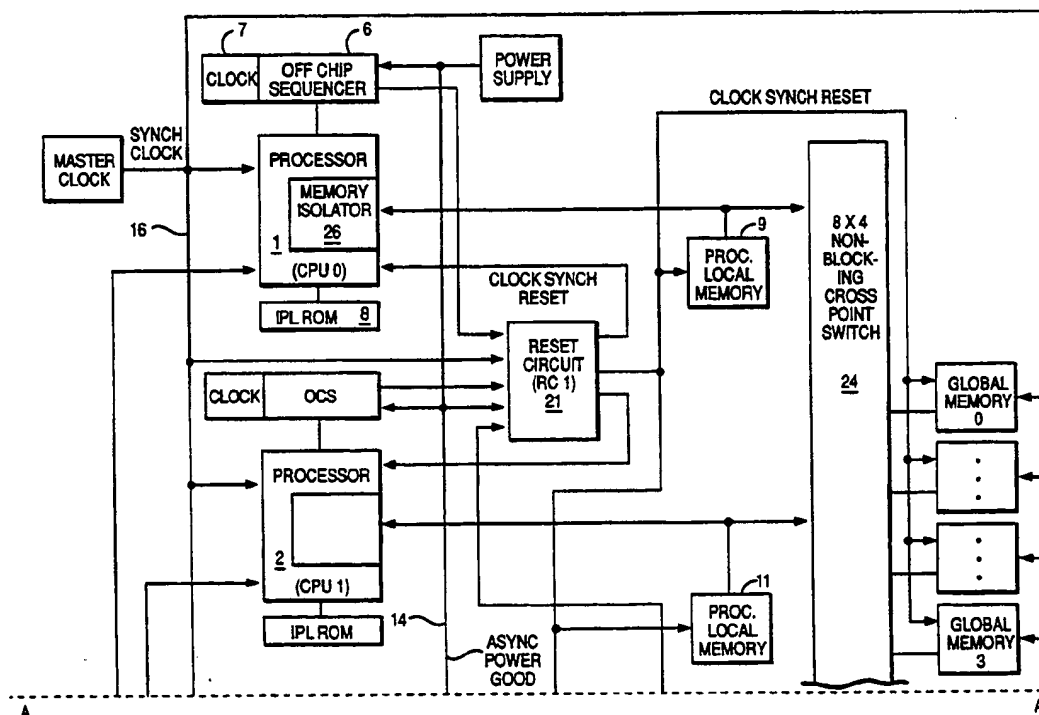 7
6
CLOCK
OFF CHIP
SEQUENCER
POWER
SUPPLY
CLOCK SYNCH RESET
MASTER
CLOCK
SYNCH
CLOCK
16
PROCESSOR
MEMORY
ISOLATOR
26
1
(CPU 0)
IPL ROM 8
9
PROC.
LOCAL
MEMORY
8 X 4
NON-
BLOCK-
ING
CROSS
POINT
SWITCH
24
CLOCK SYNCH
RESET
RESET
CIRCUIT
(RC 1)
21
CLOCK
OCS
GLOBAL
MEMORY
0
PROCESSOR
2
(CPU 1)
IPL ROM
14
ASYNC
POWER
GOOD
11
PROC.
LOCAL
MEMORY
GLOBAL
MEMORY
3
A
A